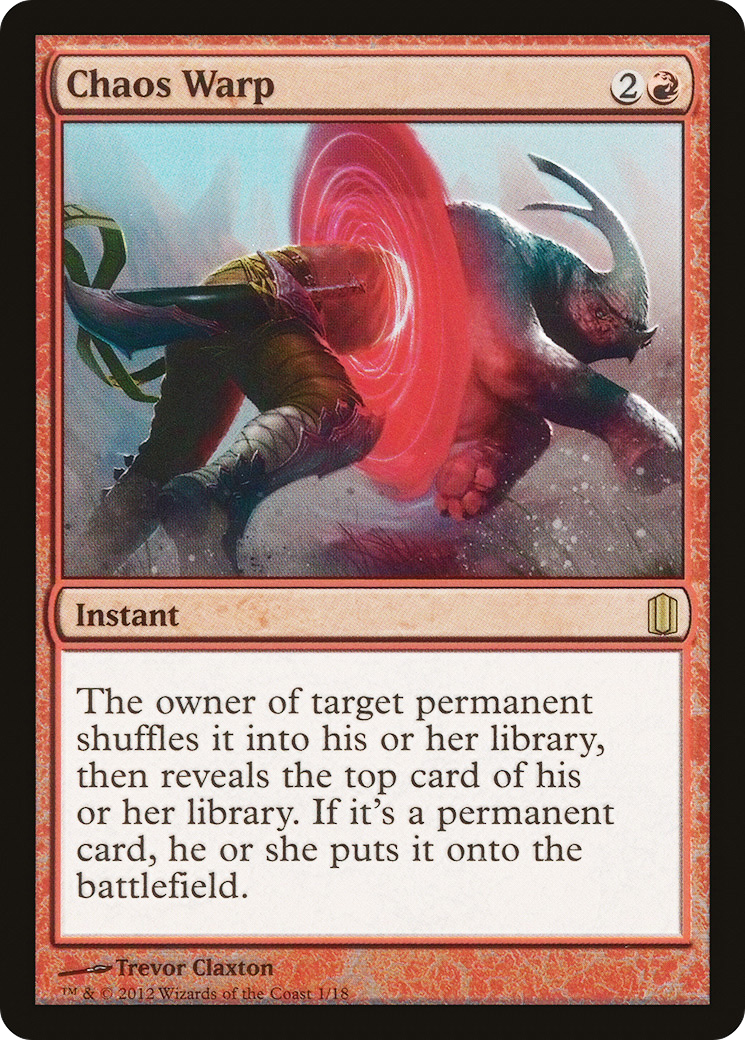 Chaos Warp 2
Instant
The owner of target permanent
shuffles it into his or her library,
then reveals the top card of his
or her library. If it's a permanent
card, he or she puts it onto the
battlefield.
Trevor Claxton
™ & © 2012 Wizards of the Coast 1/18